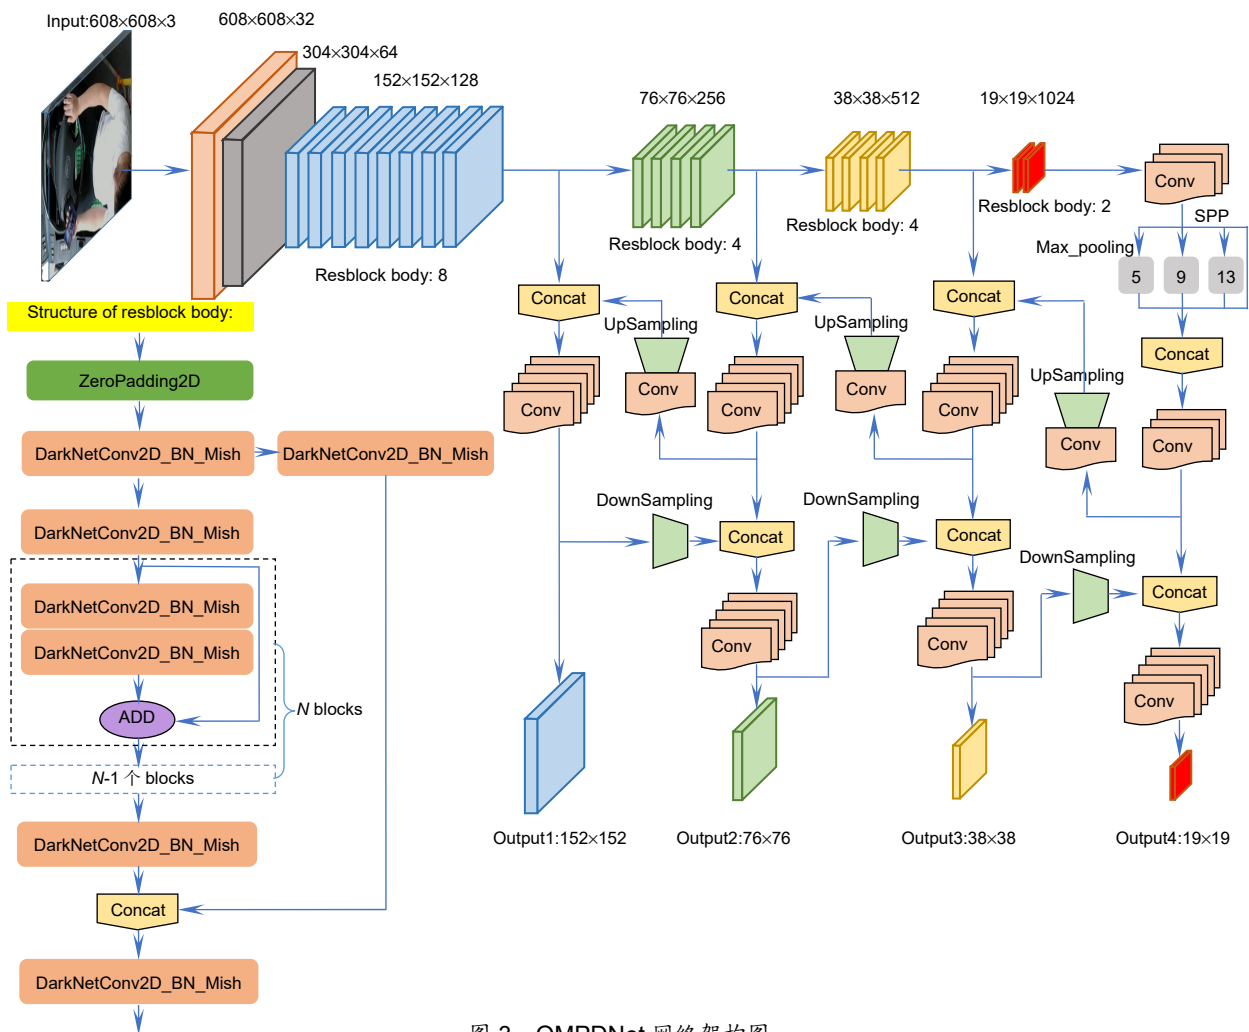 Input:608×608×3
608×608×32
304×304×64
152×152×128
76×76×256
38×38×512
19×19×1024
Conv
SPP
Max_pooling
5
9
13
Resblock body: 8
Resblock body: 4
Resblock body: 4
Resblock body: 2
Structure of resblock body:
ZeroPadding2D
DarkNetConv2D_BN_Mish
DarkNetConv2D_BN_Mish
DarkNetConv2D_BN_Mish
DarkNetConv2D_BN_Mish
DarkNetConv2D_BN_Mish
ADD
N blocks
N-1 个 blocks
DarkNetConv2D_BN_Mish
Concat
DarkNetConv2D_BN_Mish
Concat
UpSampling
Conv
Conv
Concat
UpSampling
Conv
Conv
Concat
UpSampling
Conv
Conv
Concat
Conv
DownSampling
Concat
Conv
DownSampling
Concat
Conv
DownSampling
Concat
Conv
Output1:152×152
Output2:76×76
Output3:38×38
Output4:19×19